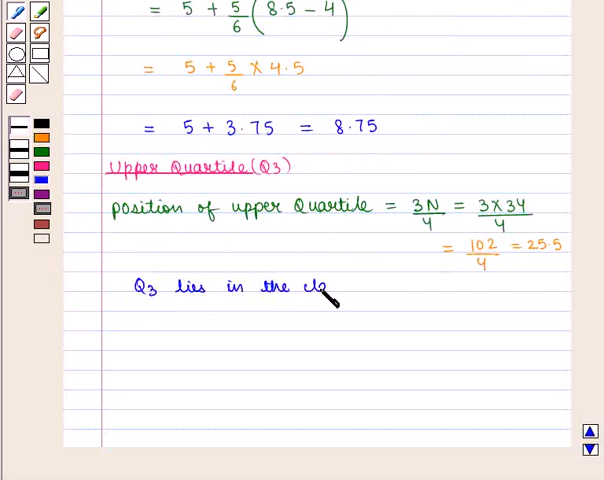 = 5 + 5/6 (8.5 - 4)
= 5 + 5/6 × 4.5
= 5 + 3.75 = 8.75
Upper Quartile (Q3)
position of upper Quartile = 3N/4 = 3×34/4
= 102/4 = 25.5
Q3 lies in the cla